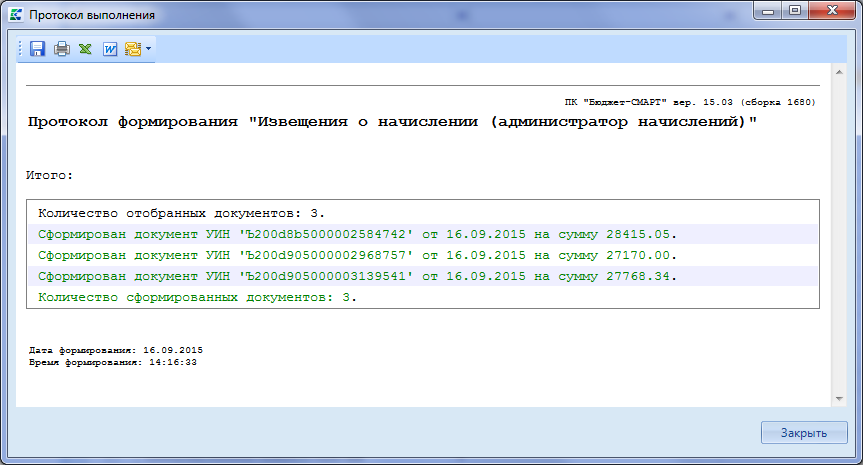 Протокол выполнения
ПК "Бюджет-СМАРТ" вер. 15.03 (сборка 1680)
Протокол формирования "Извещения о начислении (администратор начислений)"
Итого:
Количество отобранных документов: 3.
Сформирован документ УИН 'Ъ200d8b5000002584742' от 16.09.2015 на сумму 28415.05.
Сформирован документ УИН 'Ъ200d905000002968757' от 16.09.2015 на сумму 27170.00.
Сформирован документ УИН 'Ъ200d905000003139541' от 16.09.2015 на сумму 27768.34.
Количество сформированных документов: 3.
Дата формирования: 16.09.2015
Время формирования: 14:16:33
Закрыть